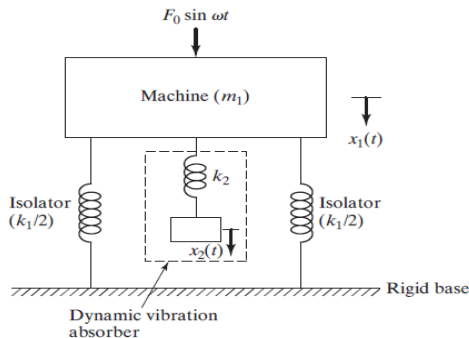 F₀ sin ωt
Machine (m₁)
x₁(t)
k₂
Isolator
(k₁/2)
Isolator
(k₁/2)
x₂(t)
Rigid base
Dynamic vibration
absorber